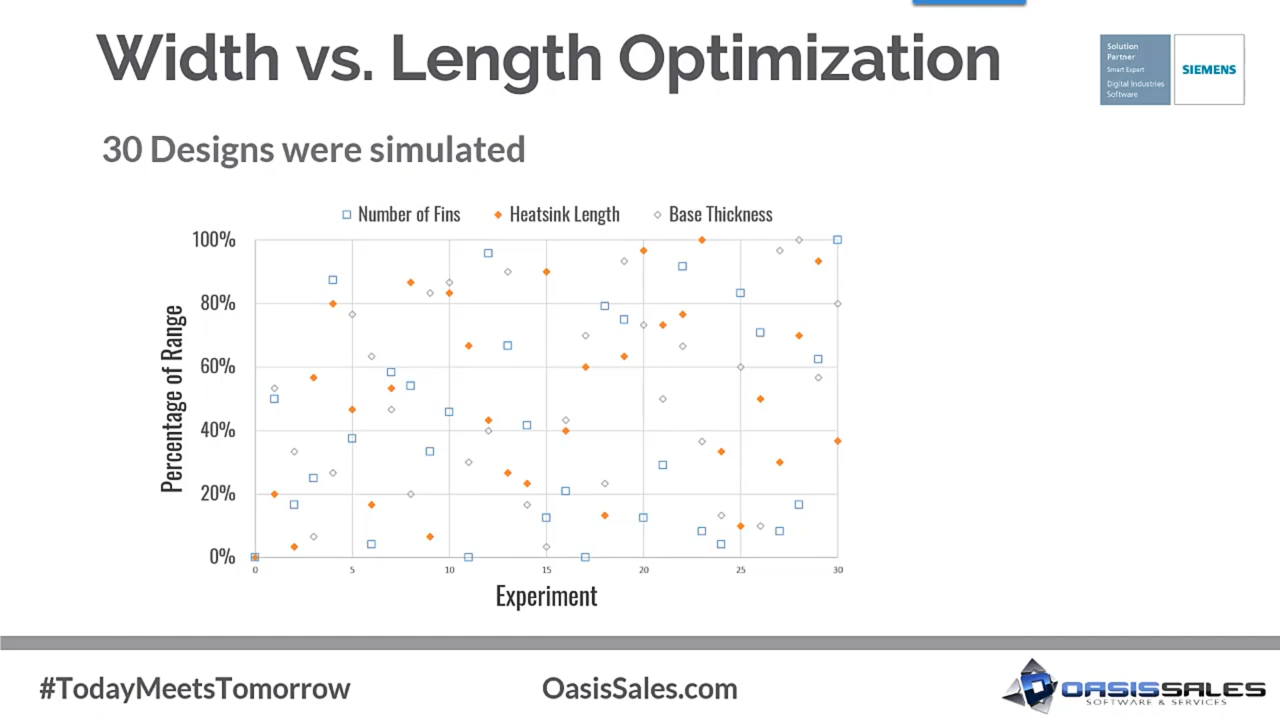 Width vs. Length Optimization
Solution
Partner
Smart Expert
Digital Industries
Software
SIEMENS
30 Designs were simulated
Number of Fins
Heatsink Length
Base Thickness
Percentage of Range
100%
80%
60%
40%
20%
0%
0 5 10 15 20 25 30
Experiment
#TodayMeetsTomorrow
OasisSales.com
OASISSALES
SOFTWARE & SERVICES